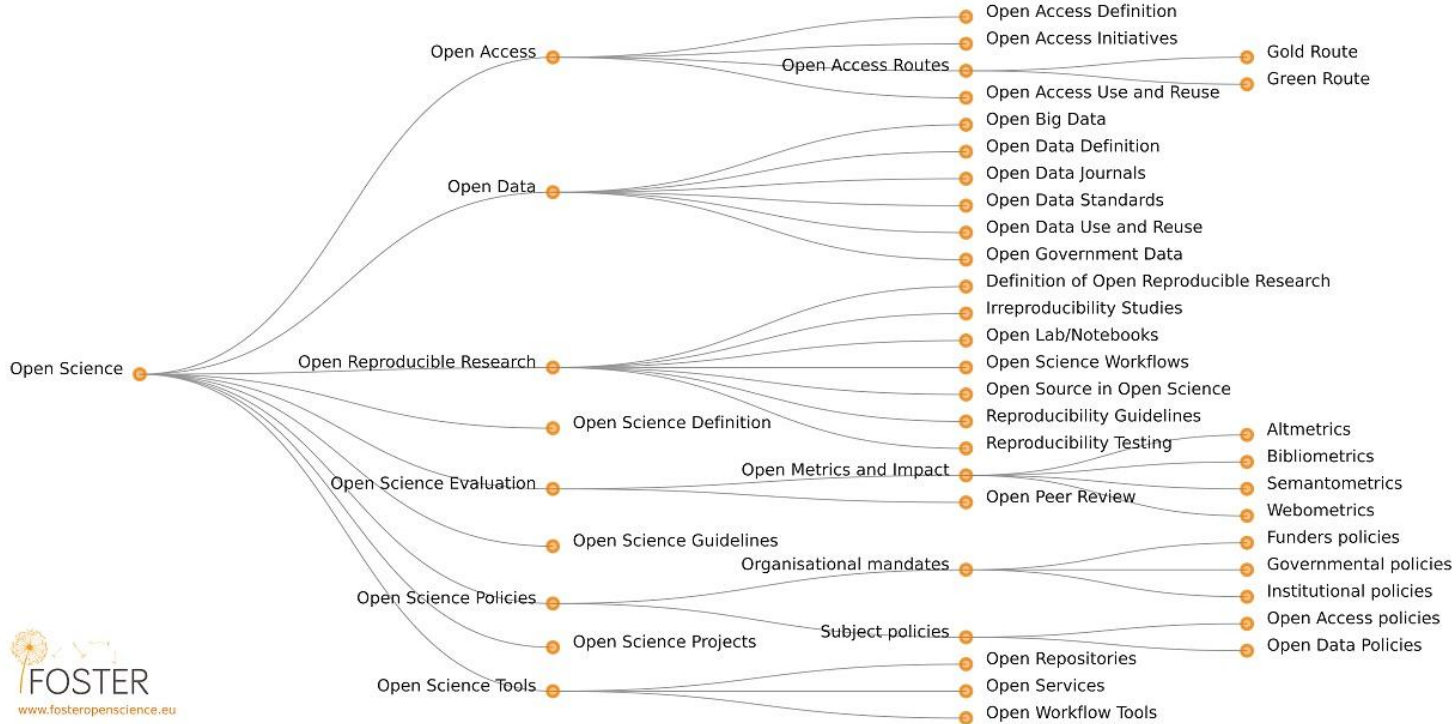 Open Science
Open Access
Open Access Definition
Open Access Initiatives
Open Access Routes
Gold Route
Green Route
Open Access Use and Reuse
Open Data
Open Big Data
Open Data Definition
Open Data Journals
Open Data Standards
Open Data Use and Reuse
Open Government Data
Open Reproducible Research
Definition of Open Reproducible Research
Irreproducibility Studies
Open Lab/Notebooks
Open Science Workflows
Open Source in Open Science
Reproducibility Guidelines
Reproducibility Testing
Open Science Definition
Open Science Evaluation
Open Metrics and Impact
Altmetrics
Bibliometrics
Semantometrics
Webometrics
Open Peer Review
Open Science Guidelines
Open Science Policies
Organisational mandates
Funders policies
Governmental policies
Institutional policies
Subject policies
Open Access policies
Open Data Policies
Open Science Projects
Open Science Tools
Open Repositories
Open Services
Open Workflow Tools
FOSTER
www.fosteropenscience.eu